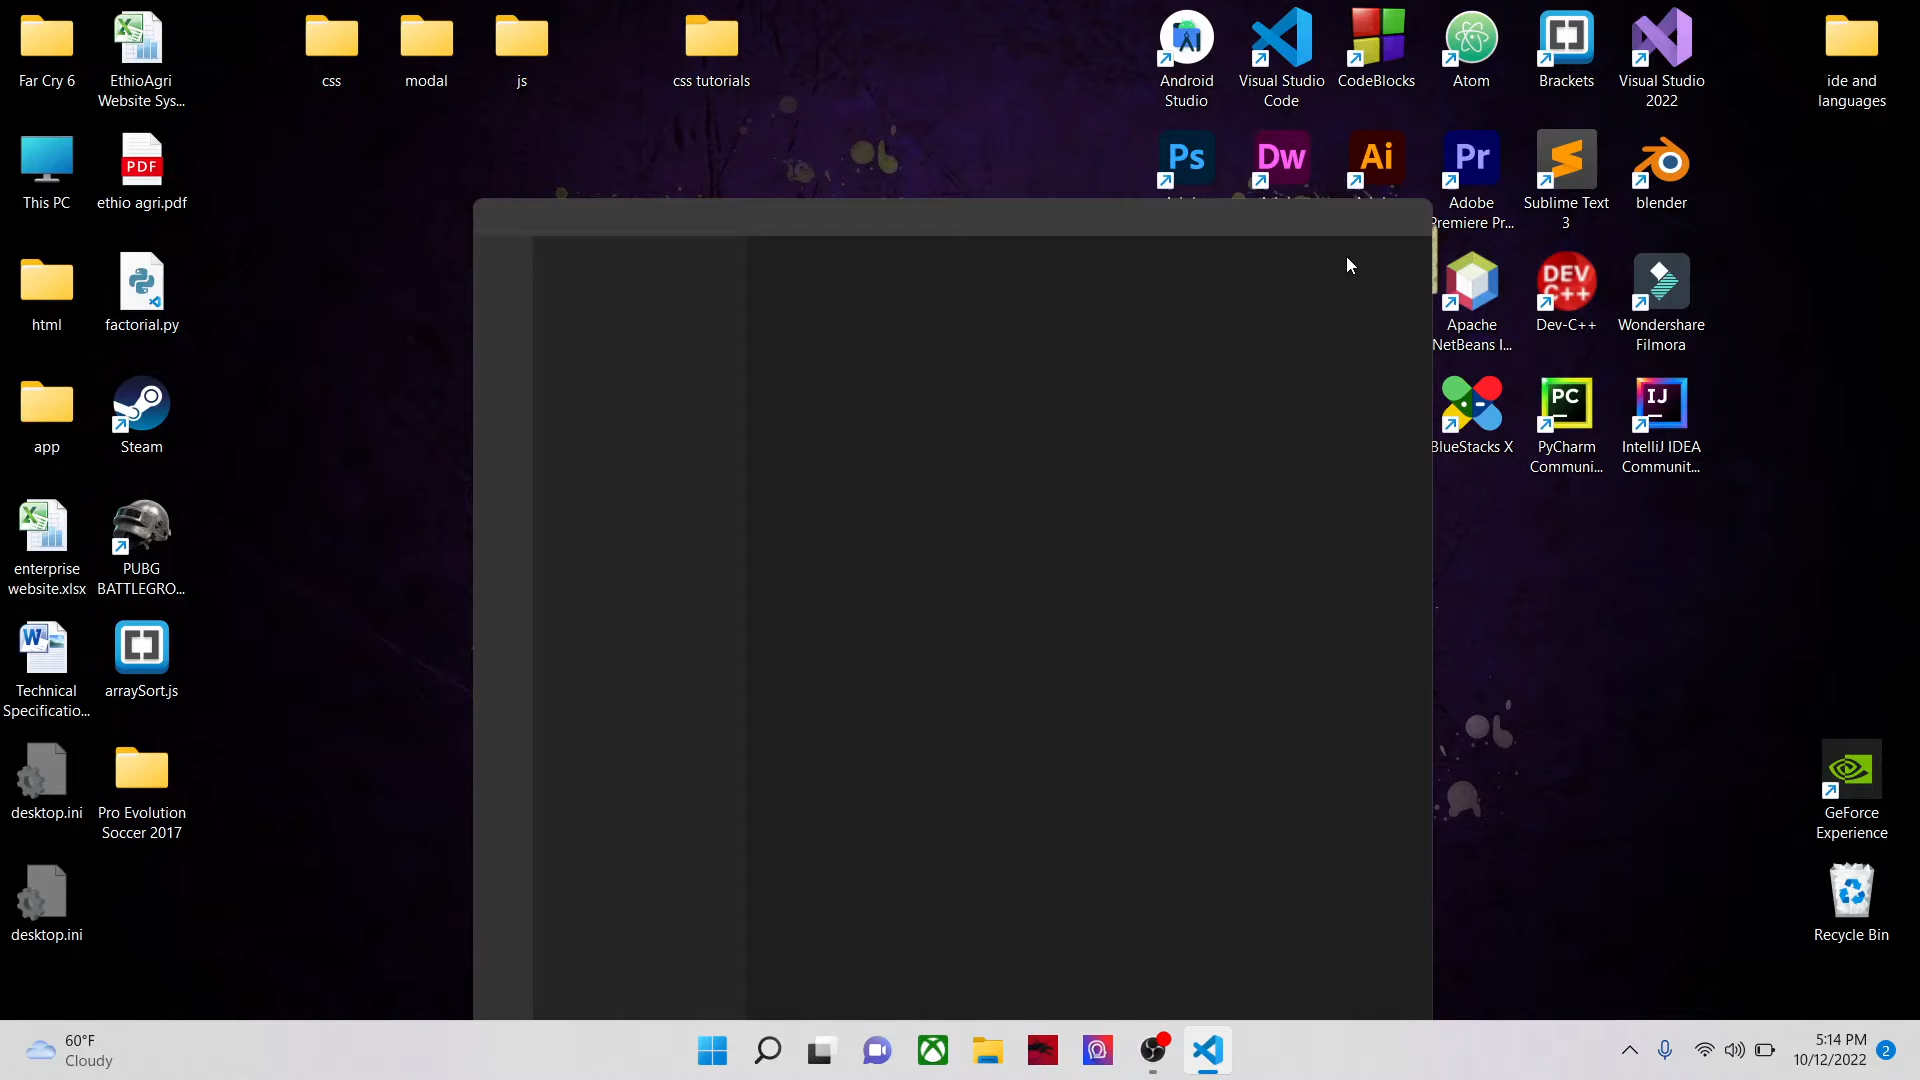 Far Cry 6
EthioAgri
Website Sys...
css
modal
js
css tutorials
Android
Studio
Visual Studio
Code
CodeBlocks
Atom
Brackets
Visual Studio
2022
ide and
languages
This PC
PDF
ethio agri.pdf
Ps
Dw
Ai
Pr
Adobe
Premiere Pr...
Sublime Text
3
blender
html
factorial.py
Apache
NetBeans I...
DEV
C++
Dev-C++
Wondershare
Filmora
app
Steam
BlueStacks X
PC
PyCharm
Communi...
IJ
IntelliJ IDEA
Communit...
enterprise
website.xlsx
PUBG
BATTLEGRO...
Technical
Specificatio...
arraySort.js
desktop.ini
Pro Evolution
Soccer 2017
GeForce
Experience
desktop.ini
Recycle Bin
60°F
Cloudy
5:14 PM
10/12/2022
2